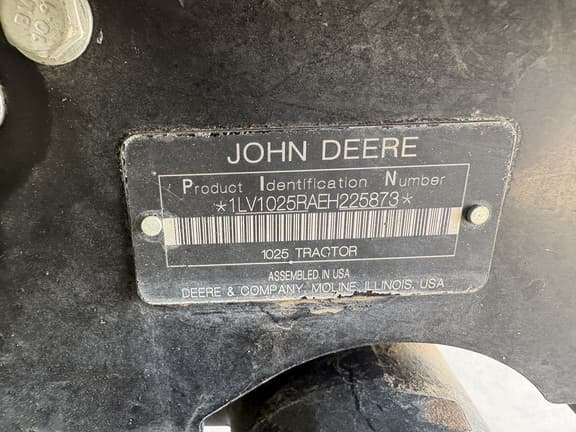 JOHN DEERE
Product Identification Number
*1LV1025RAEH225873*
1025 TRACTOR
ASSEMBLED IN USA
DEERE & COMPANY, MOLINE, ILLINOIS, USA